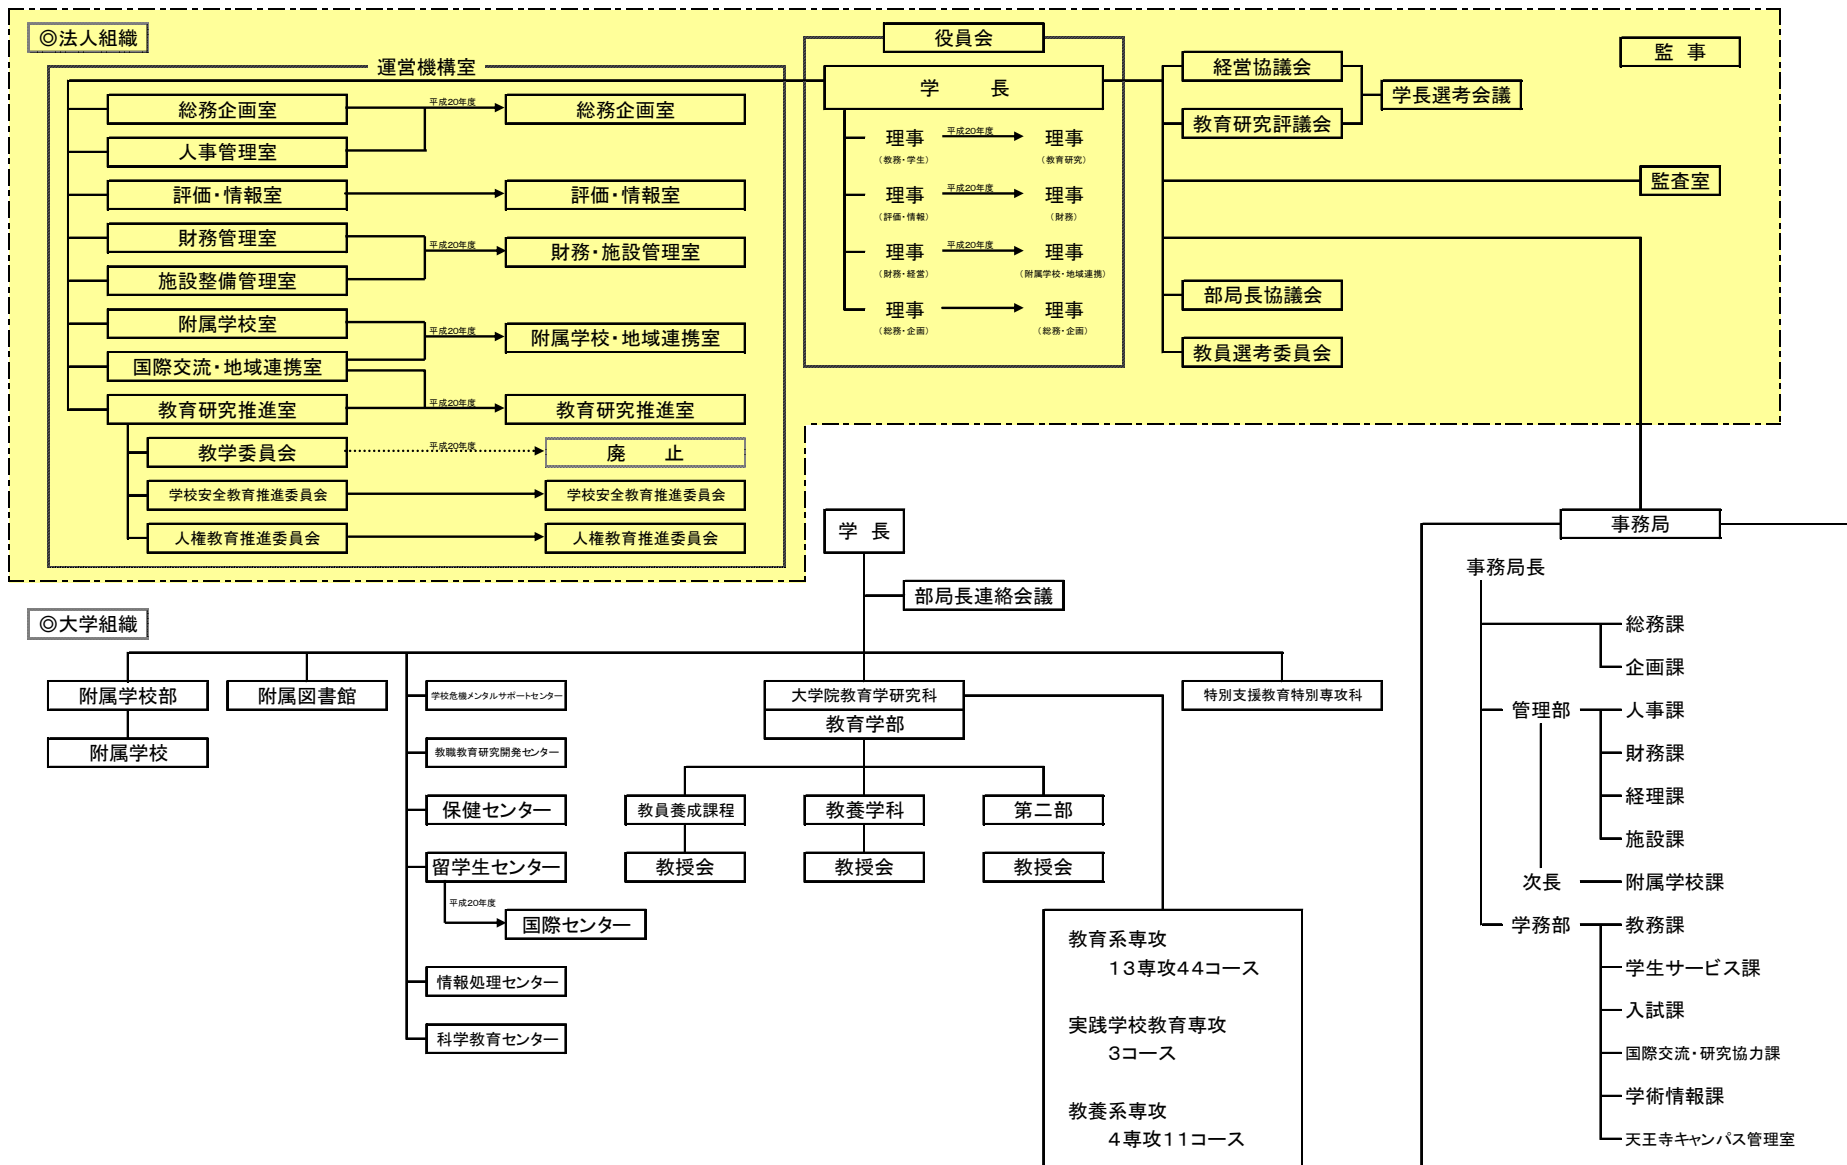 ◎法人組織
運営機構室
総務企画室
平成20年度
総務企画室
人事管理室
評価・情報室
評価・情報室
財務管理室
平成20年度
財務・施設管理室
施設整備管理室
附属学校室
平成20年度
附属学校・地域連携室
国際交流・地域連携室
教育研究推進室
平成20年度
教育研究推進室
教学委員会
平成20年度
廃 止
学校安全教育推進委員会
学校安全教育推進委員会
人権教育推進委員会
人権教育推進委員会
役員会
学 長
理事
平成20年度
理事
（教務・学生）
（教育研究）
理事
平成20年度
理事
（評価・情報）
（財務）
理事
平成20年度
理事
（財務・経営）
（附属学校・地域連携）
理事
理事
（総務・企画）
（総務・企画）
監 事
経営協議会
学長選考会議
教育研究評議会
監査室
部局長協議会
教員選考委員会
◎大学組織
学 長
部局長連絡会議
附属学校部
附属学校
附属図書館
学校危機メンタルサポートセンター
教職教育研究開発センター
保健センター
留学生センター
平成20年度
国際センター
情報処理センター
科学教育センター
大学院教育学研究科
教育学部
教員養成課程
教養学科
第二部
教授会
教授会
教授会
特別支援教育特別専攻科
教育系専攻
13専攻44コース
実践学校教育専攻
3コース
教養系専攻
4専攻11コース
事務局
事務局長
総務課
企画課
管理部
人事課
財務課
経理課
施設課
次長
附属学校課
学務部
教務課
学生サービス課
入試課
国際交流・研究協力課
学術情報課
天王寺キャンパス管理室